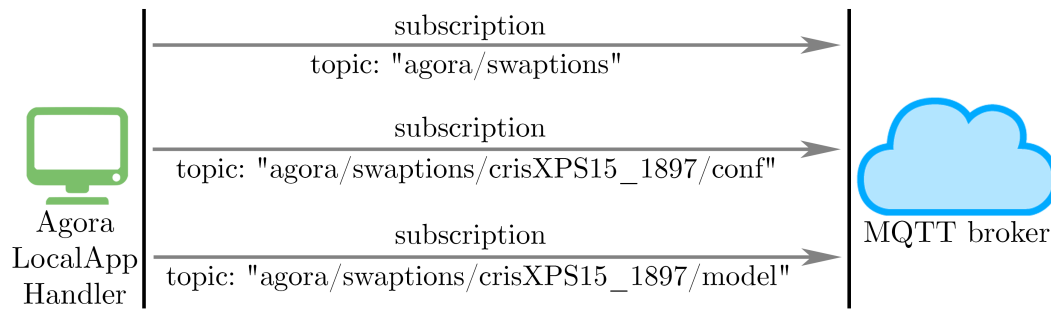 subscription
topic: "agora/swaptions"
subscription
topic: "agora/swaptions/crisXPS15_1897/conf"
subscription
topic: "agora/swaptions/crisXPS15_1897/model"
Agora
LocalApp
Handler
MQTT broker